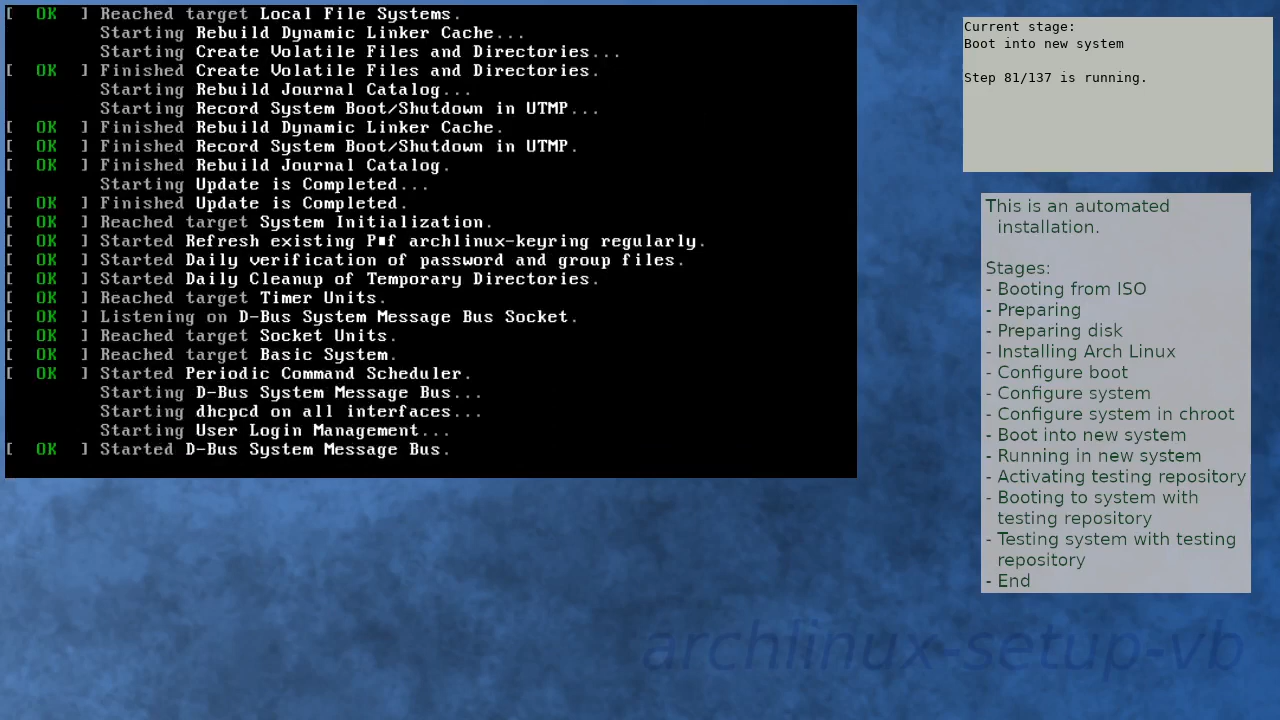 [  OK  ] Reached target Local File Systems.
Starting Rebuild Dynamic Linker Cache...
Starting Create Volatile Files and Directories...
[  OK  ] Finished Create Volatile Files and Directories.
Starting Rebuild Journal Catalog...
Starting Record System Boot/Shutdown in UTMP...
[  OK  ] Finished Rebuild Dynamic Linker Cache.
[  OK  ] Finished Record System Boot/Shutdown in UTMP.
[  OK  ] Finished Rebuild Journal Catalog.
Starting Update is Completed...
[  OK  ] Finished Update is Completed.
[  OK  ] Reached target System Initialization.
[  OK  ] Started Refresh existing P■f archlinux-keyring regularly.
[  OK  ] Started Daily verification of password and group files.
[  OK  ] Started Daily Cleanup of Temporary Directories.
[  OK  ] Reached target Timer Units.
[  OK  ] Listening on D-Bus System Message Bus Socket.
[  OK  ] Reached target Socket Units.
[  OK  ] Reached target Basic System.
[  OK  ] Started Periodic Command Scheduler.
Starting D-Bus System Message Bus...
Starting dhcpcd on all interfaces...
Starting User Login Management...
[  OK  ] Started D-Bus System Message Bus.
Current stage:
Boot into new system
Step 81/137 is running.
This is an automated
installation.
Stages:
- Booting from ISO
- Preparing
- Preparing disk
- Installing Arch Linux
- Configure boot
- Configure system
- Configure system in chroot
- Boot into new system
- Running in new system
- Activating testing repository
- Booting to system with
testing repository
- Testing system with testing
repository
- End
archlinux-setup-vb